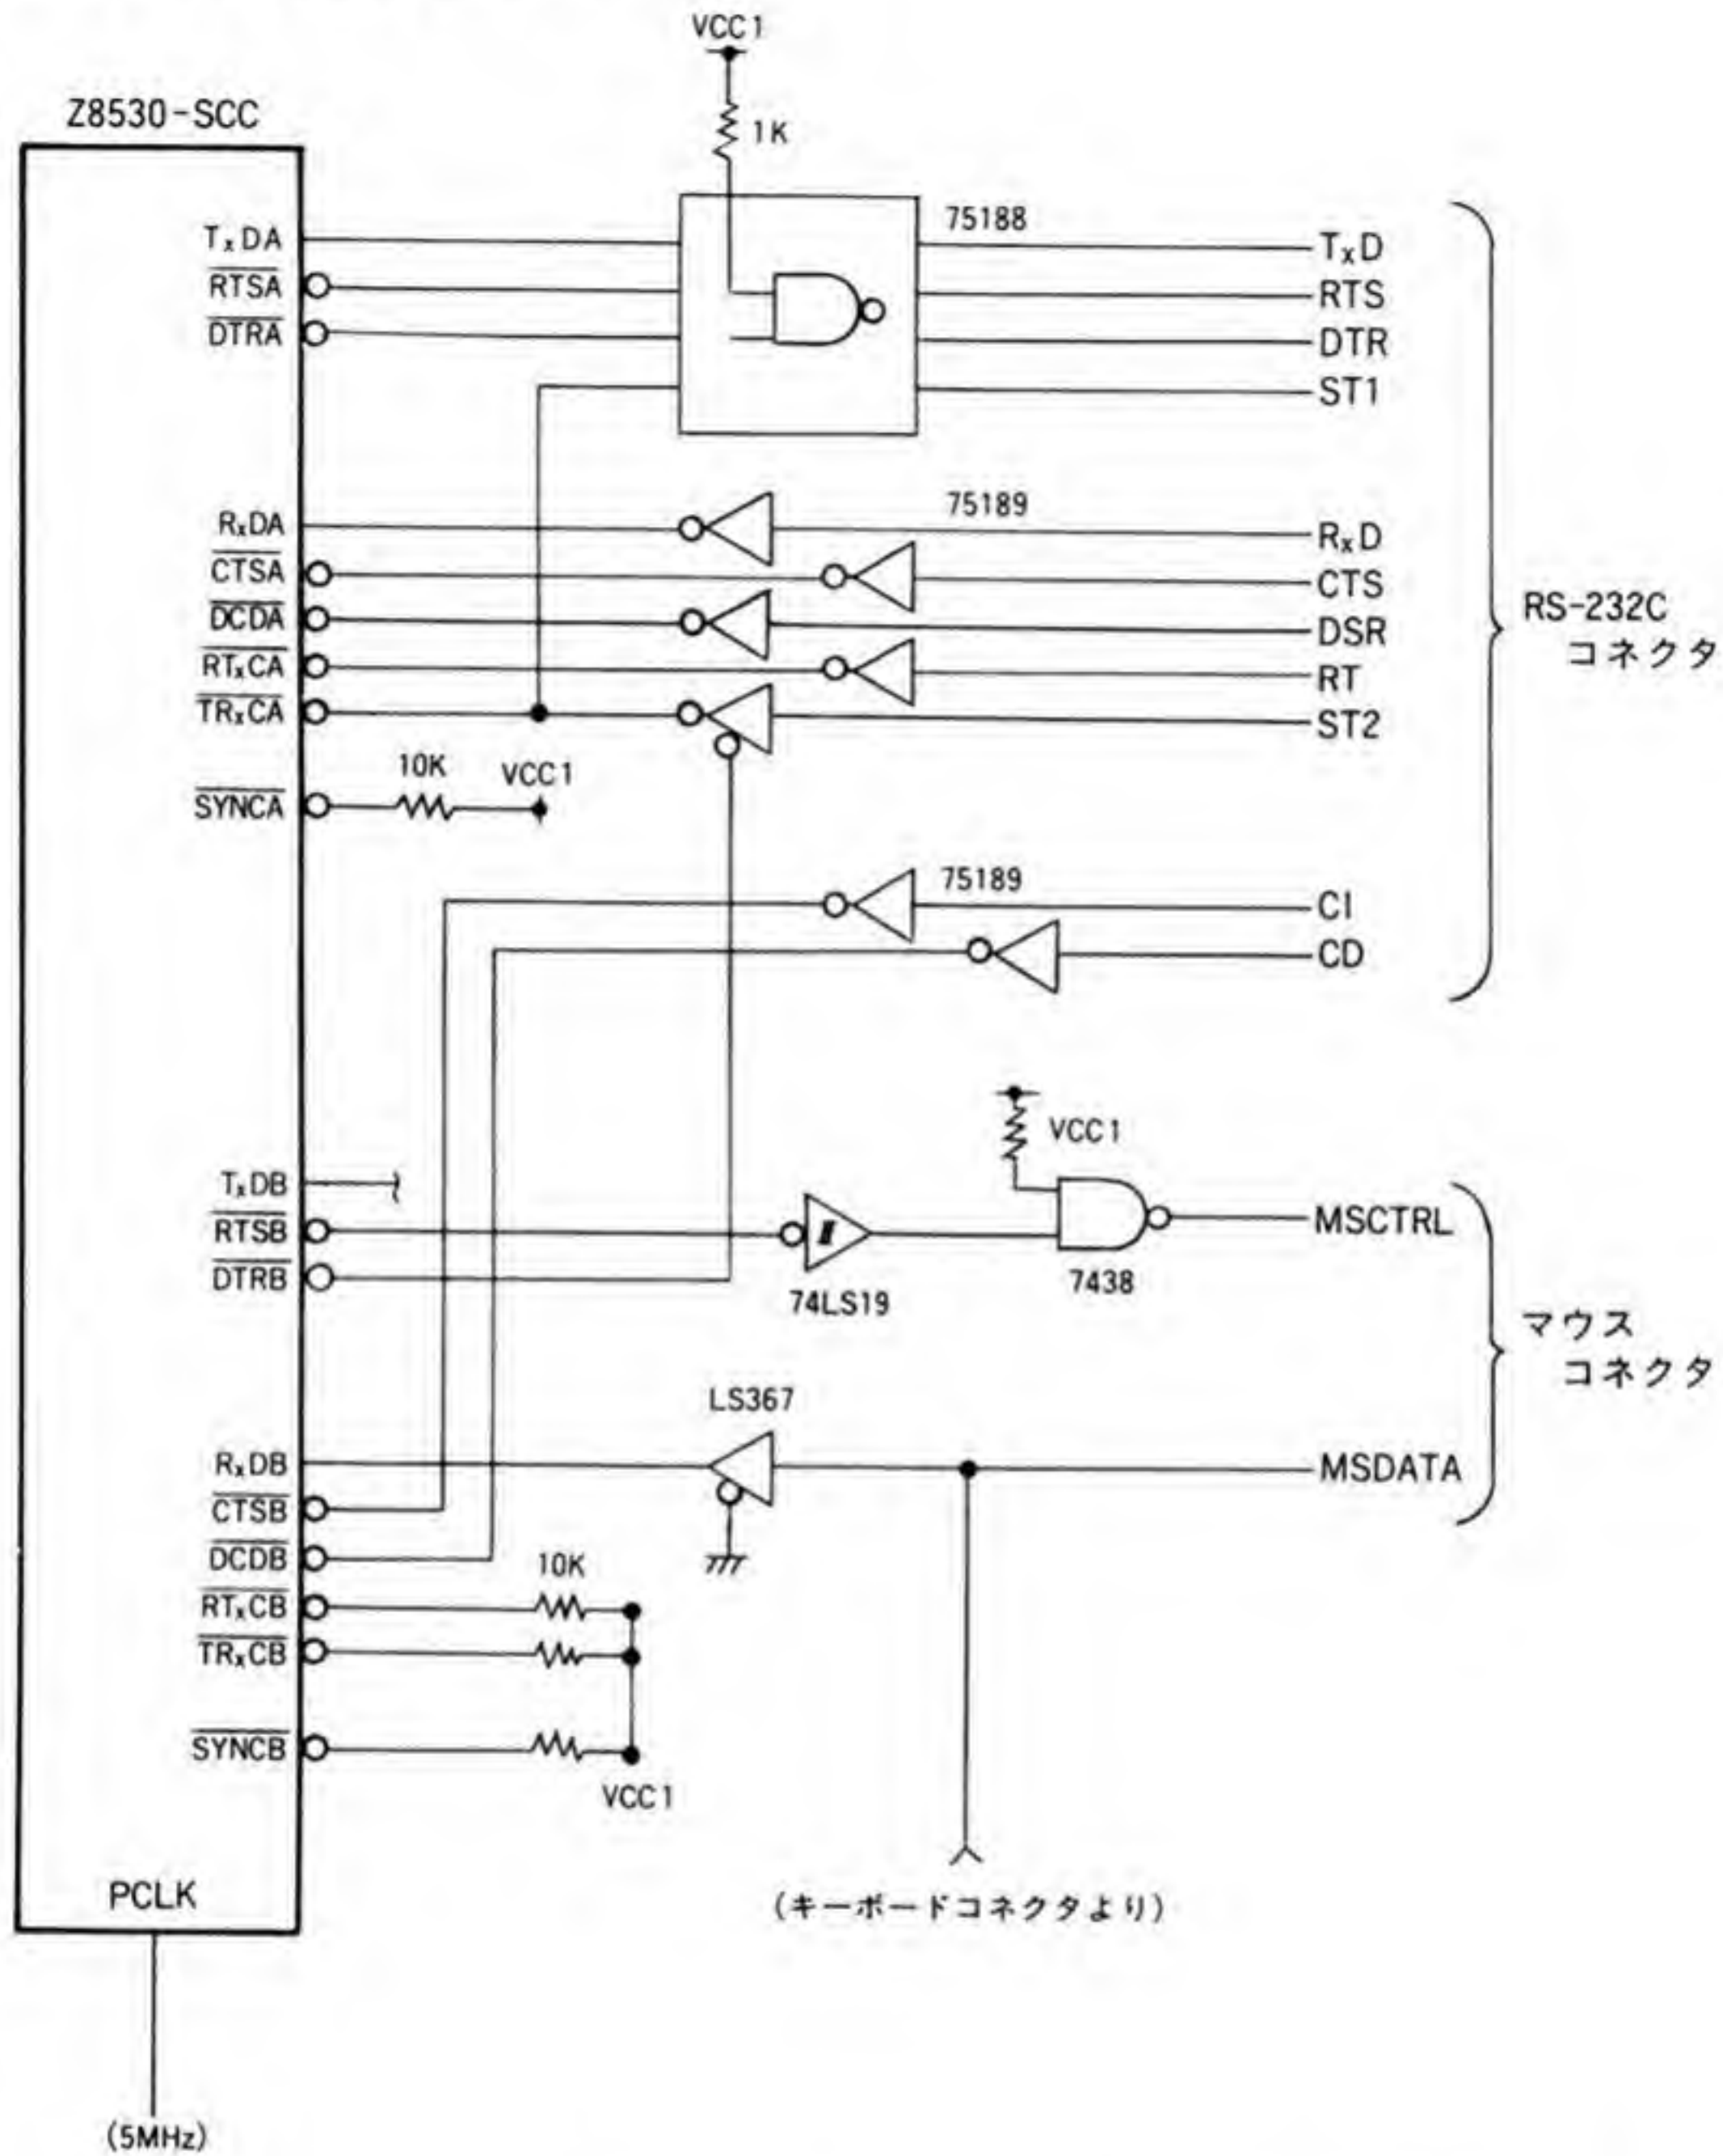 VCC1
Z8530-SCC
1K
75188
TxDA
TxD
RTSA
RTS
DTRA
DTR
ST1
75189
RxDA
RxD
CTSA
CTS
DCDA
DSR
RTxCA
RT
TRxCA
ST2
RS-232C
コネクタ
10K
VCC1
SYNCA
75189
CI
CD
VCC1
TxDB
RTSB
MSCTRL
DTRB
74LS19
7438
マウス
コネクタ
LS367
RxDB
MSDATA
CTSB
DCDB
10K
RTxCB
TRxCB
SYNCB
VCC1
PCLK
(キーボードコネクタより)
(5MHz)